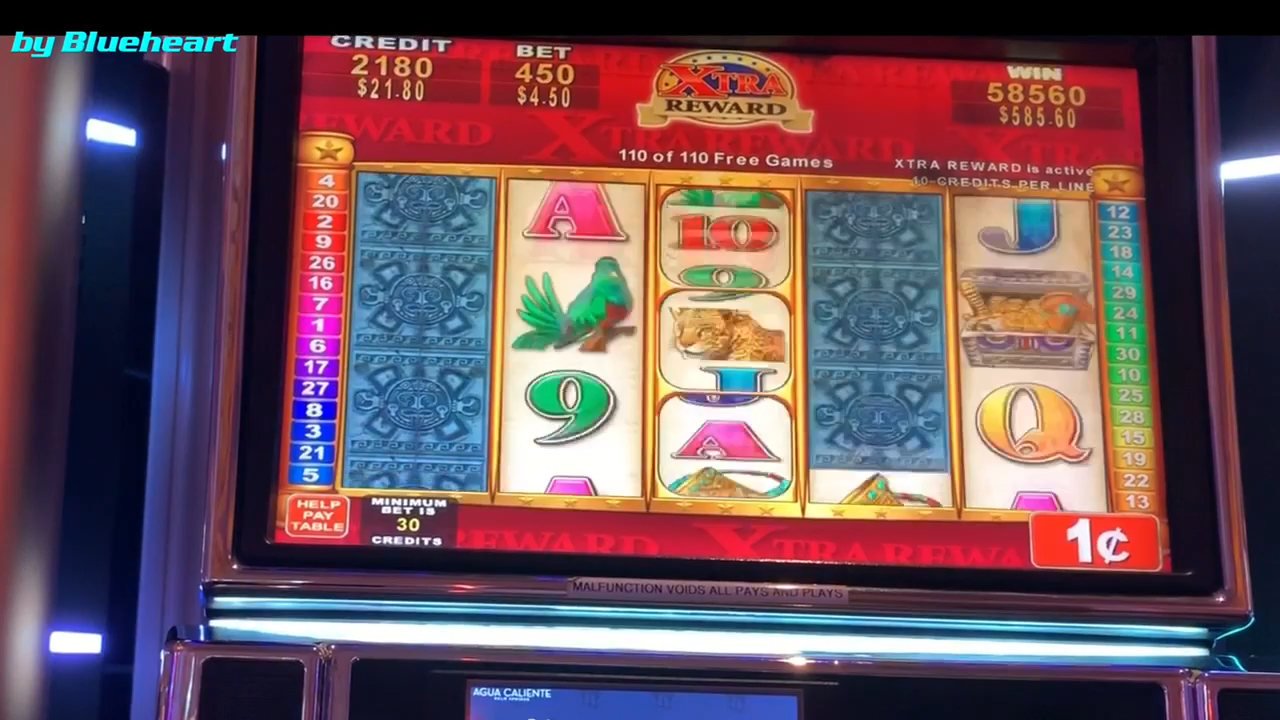 by Blueheart
CREDIT
2180
$21.80
BET
450
$4.50
XTRA
REWARD
WIN
58560
$585.60
110 of 110 Free Games
XTRA REWARD is active
10 CREDITS PER LINE
4
20
2
9
26
16
7
1
6
17
27
8
3
21
5
A
9
10
9
J
A
J
Q
12
23
18
14
29
24
11
30
10
25
28
15
19
22
13
HELP
PAY
TABLE
MINIMUM
BET IS
30
CREDITS
1¢
MALFUNCTION VOIDS ALL PAYS AND PLAYS
AGUA CALIENTE